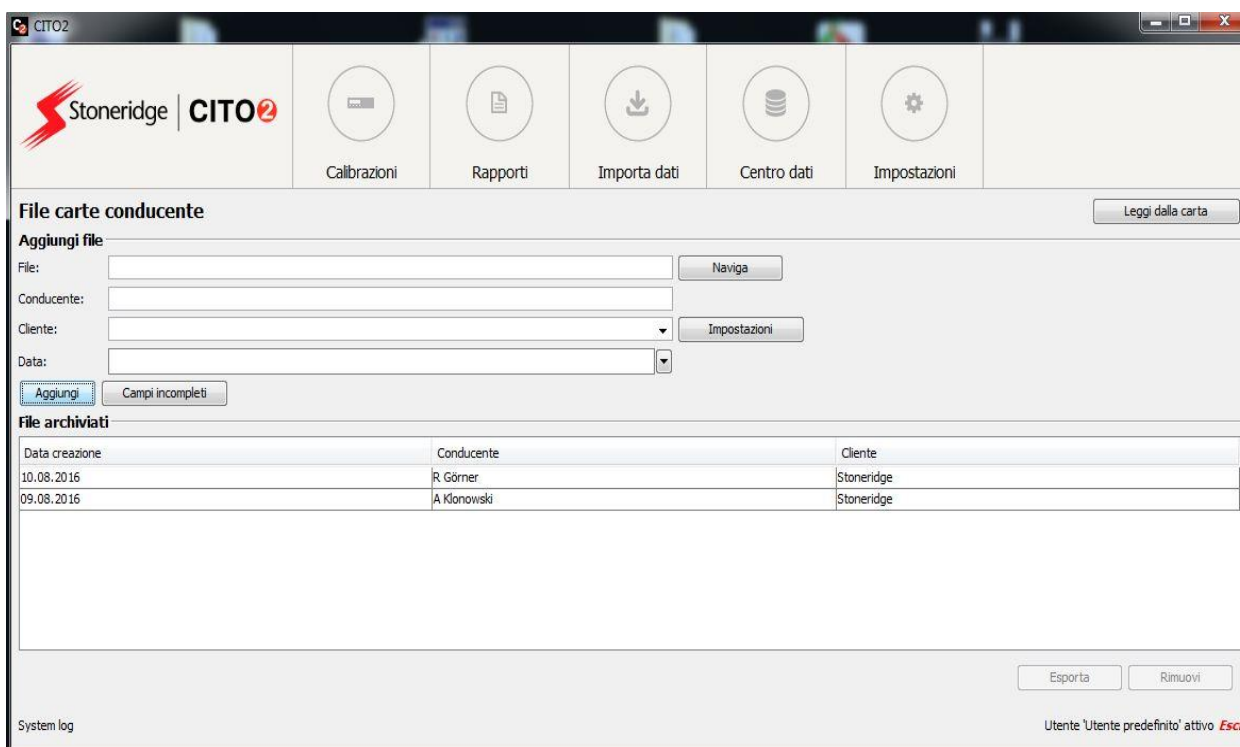 C2 CITO2
Stoneridge | CITO2
Calibrazioni Rapporti Importa dati Centro dati Impostazioni
File carte conducente Leggi dalla carta
Aggiungi file
File: Naviga
Conducente:
Cliente: Impostazioni
Data:
Aggiungi Campi incompleti
File archiviati
Data creazione Conducente Cliente
10.08.2016 R Görner Stoneridge
09.08.2016 A Klonowski Stoneridge
Esporta Rimuovi
System log Utente 'Utente predefinito' attivo Esci